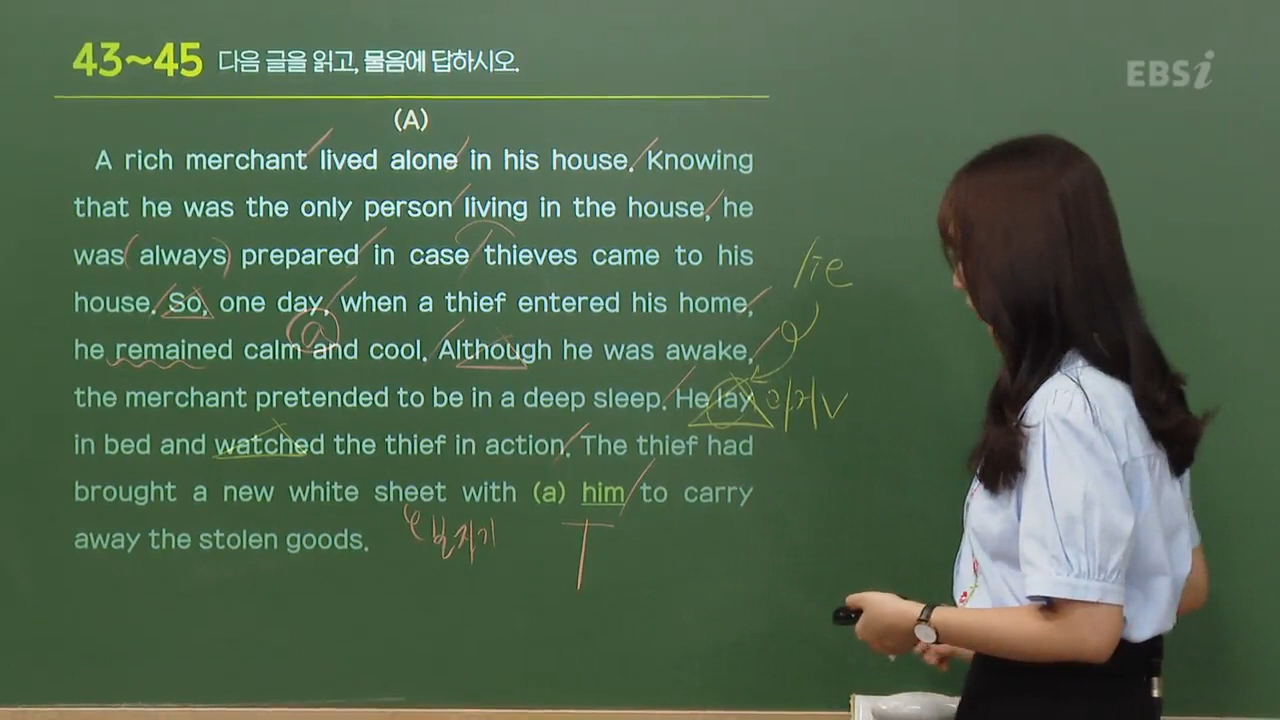 43~45 다음 글을 읽고, 물음에 답하시오.
EBSi
(A)
A rich merchant lived alone in his house. Knowing
that he was the only person living in the house, he
was (always) prepared in case thieves came to his
house. So, one day, when a thief entered his home,
he remained calm and cool. Although he was awake,
the merchant pretended to be in a deep sleep. He lay
in bed and watched the thief in action. The thief had
brought a new white sheet with (a) him to carry
away the stolen goods.
lie
a
T